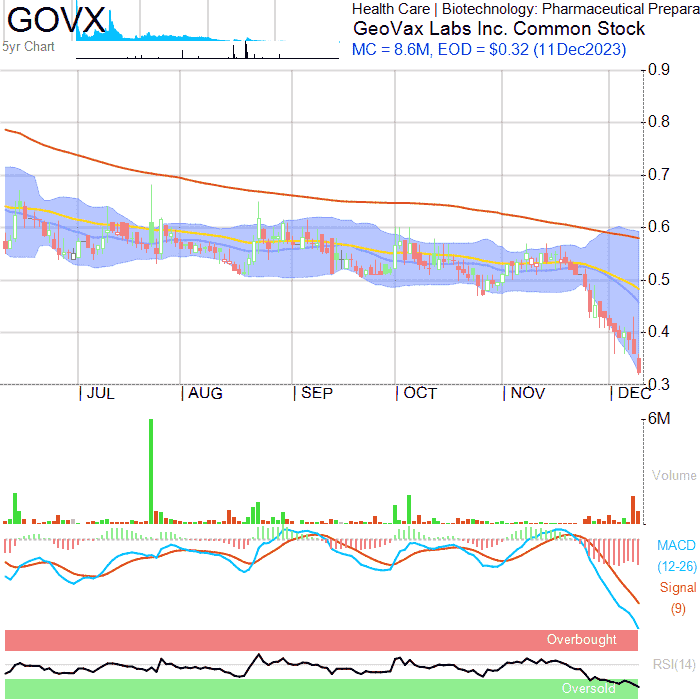 GOVX
5yr Chart
Health Care | Biotechnology: Pharmaceutical Prepara
GeoVax Labs Inc. Common Stock
MC = 8.6M, EOD = $0.32 (11Dec2023)
0.9
0.8
0.7
0.6
0.5
0.4
0.3
JUL AUG SEP OCT NOV DEC
6M
Volume
MACD
(12-26)
Signal
(9)
Overbought
RSI(14)
Oversold